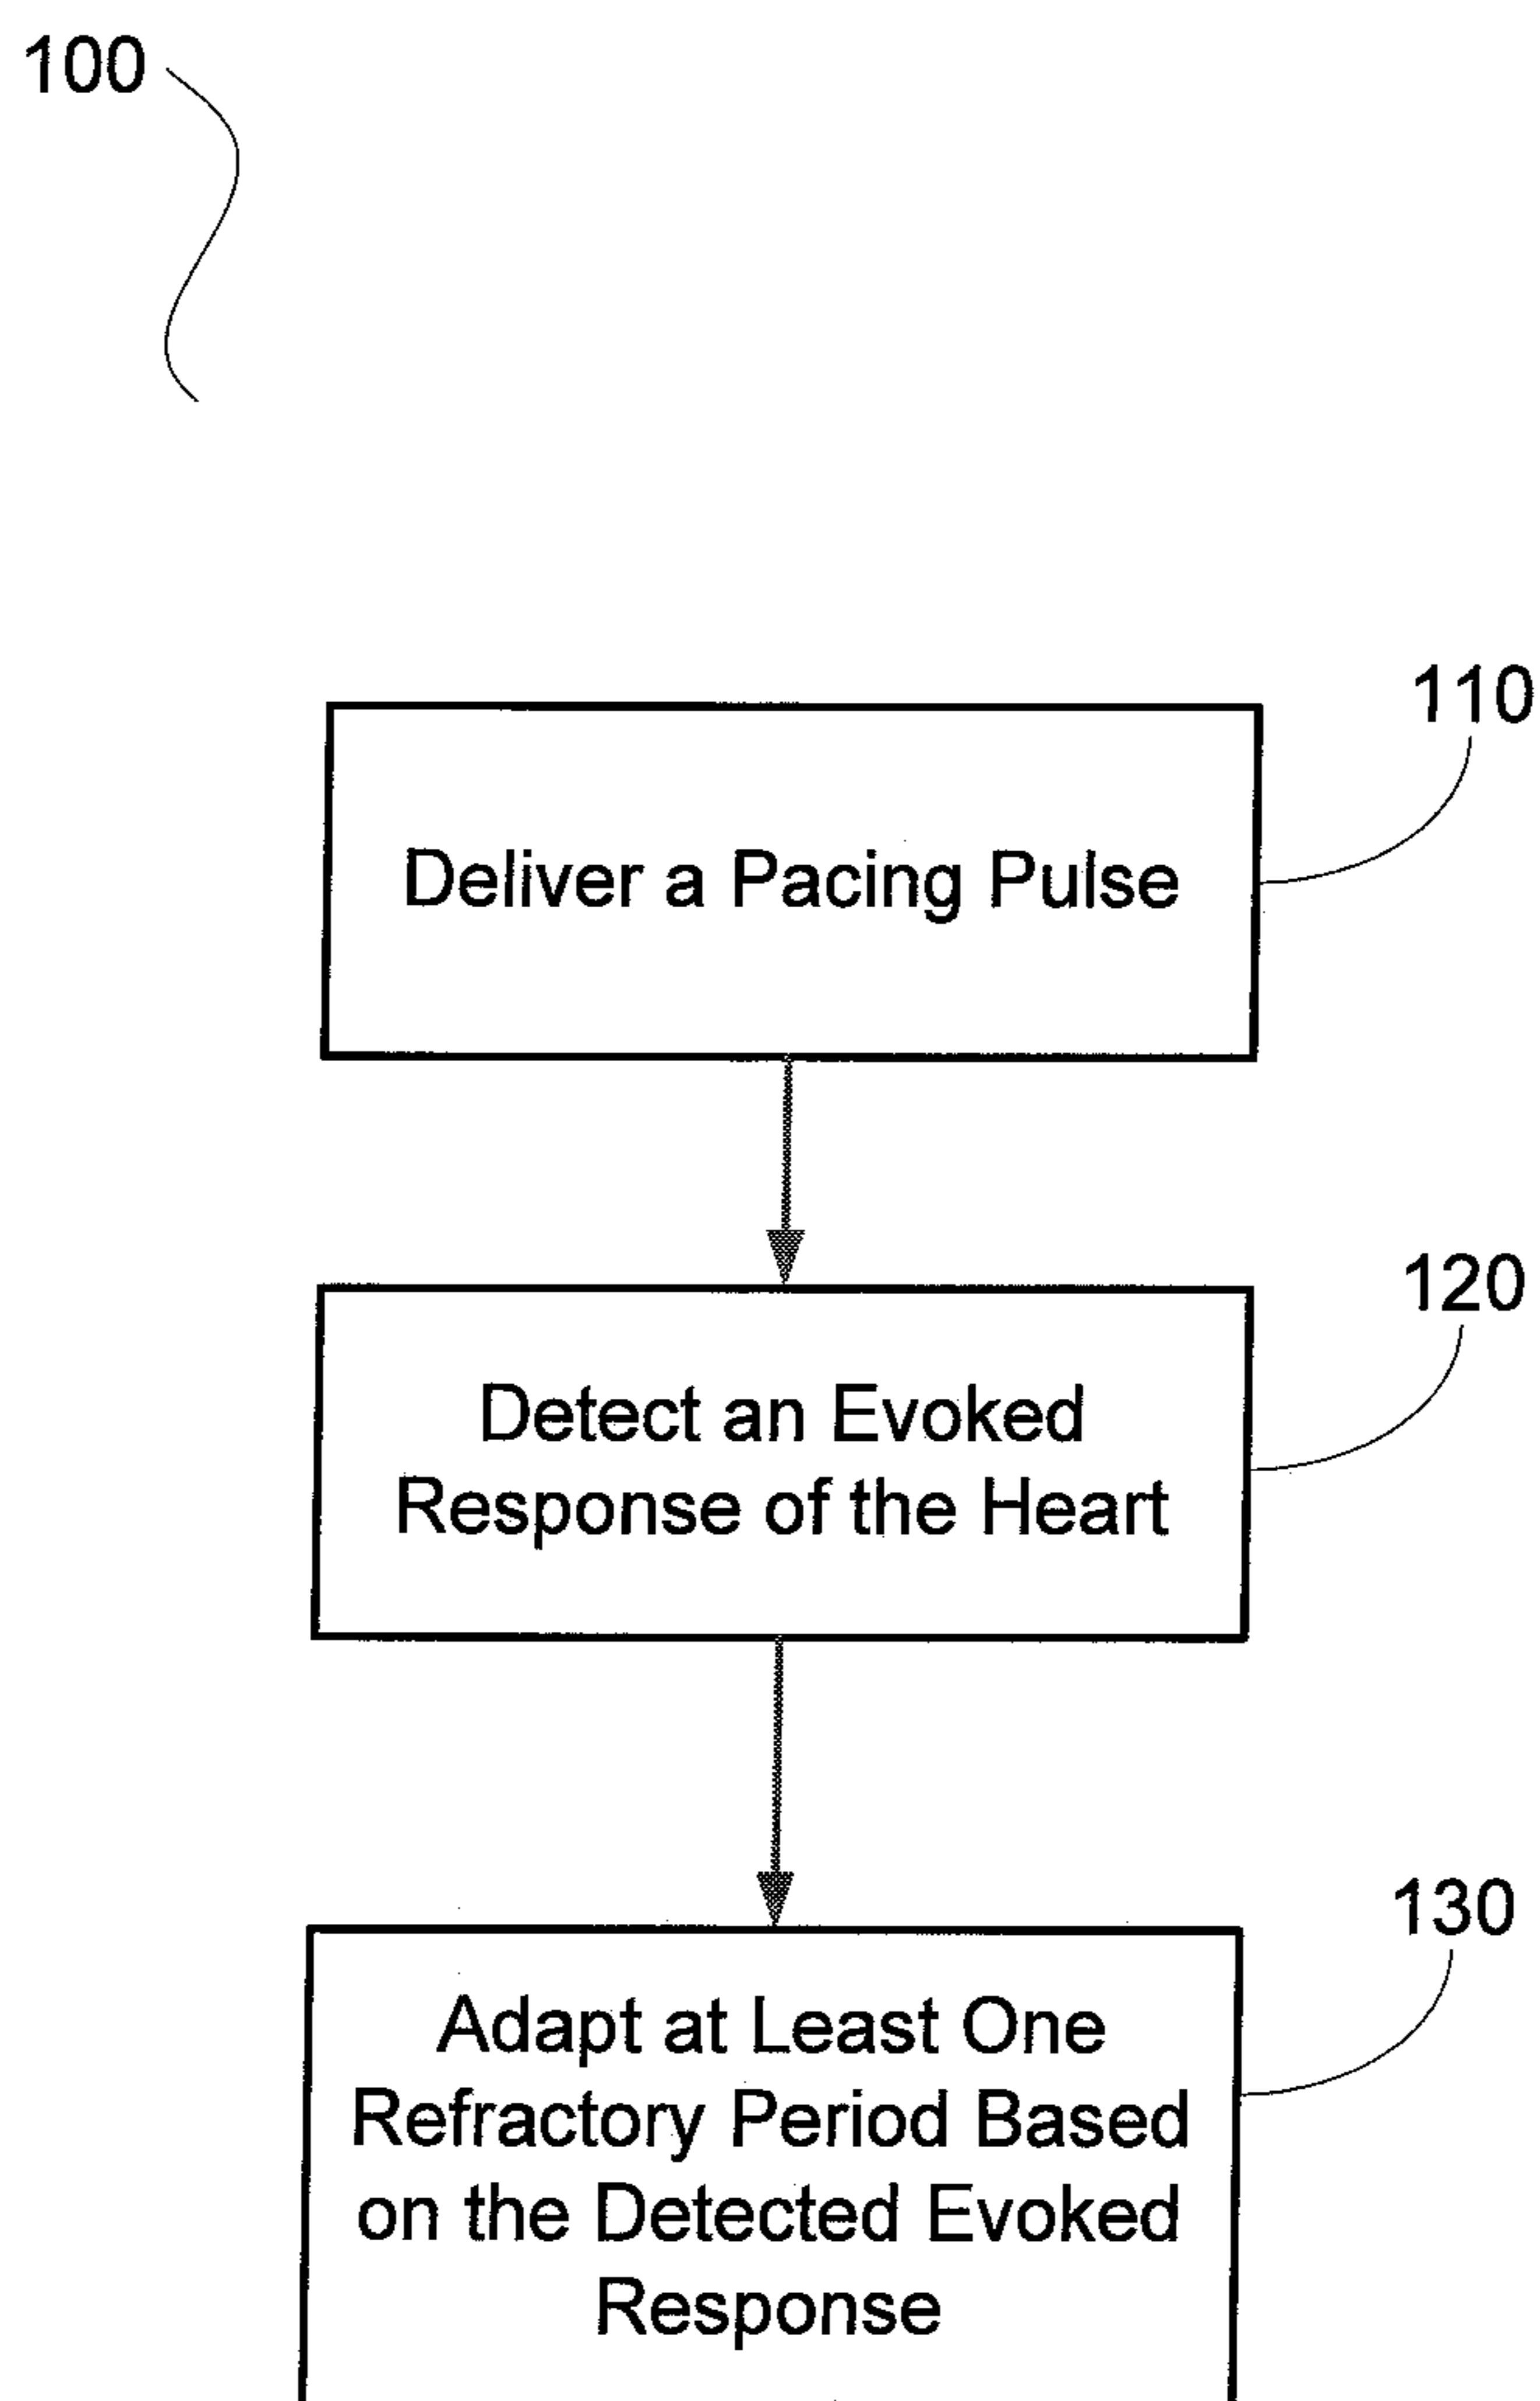 100
110
Deliver a Pacing Pulse
120
Detect an Evoked
Response of the Heart
130
Adapt at Least One
Refractory Period Based
on the Detected Evoked
Response